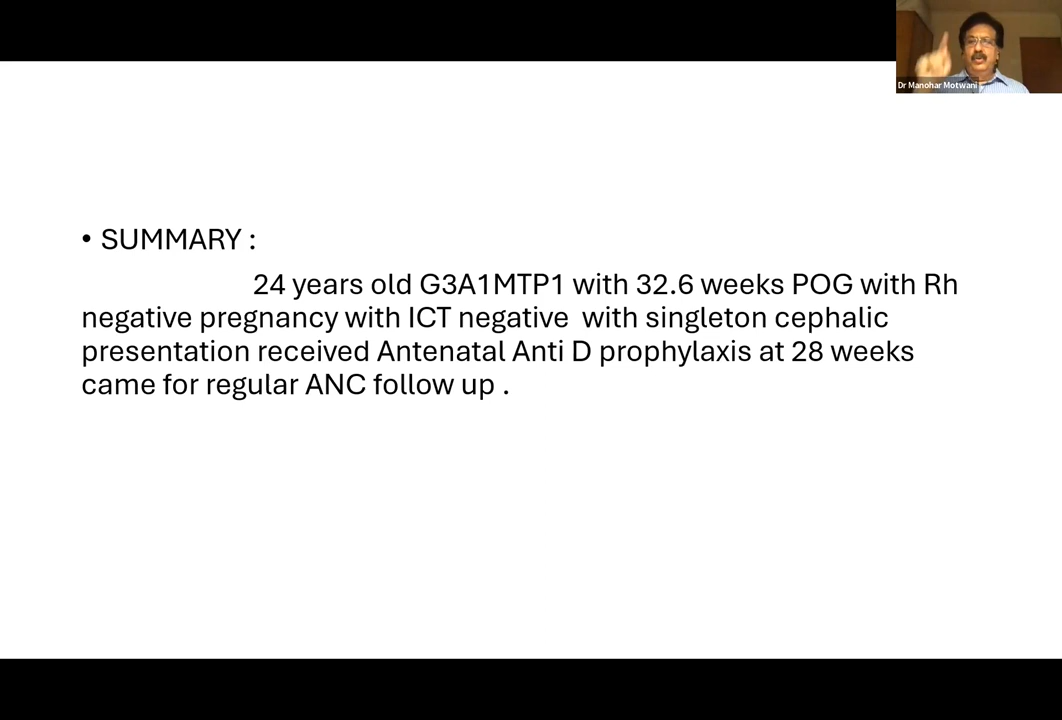 Dr Manohar Motwani
• SUMMARY :
24 years old G3A1MTP1 with 32.6 weeks POG with Rh
negative pregnancy with ICT negative  with singleton cephalic
presentation received Antenatal Anti D prophylaxis at 28 weeks
came for regular ANC follow up .